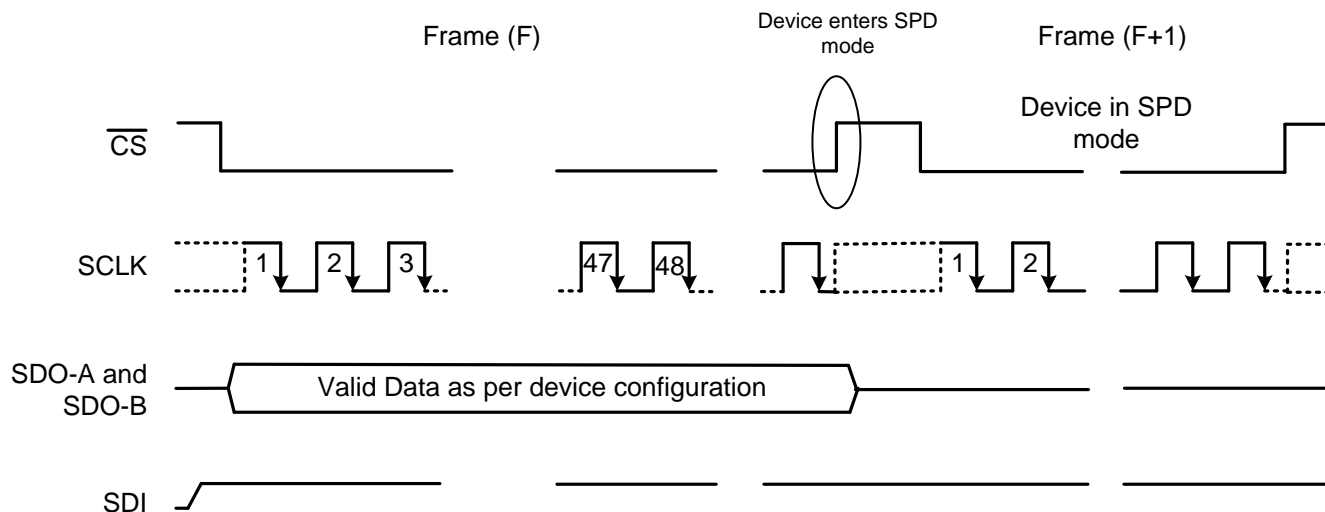 Frame (F)
Device enters SPD
mode
Frame (F+1)
CS
Device in SPD
mode
SCLK
1
2
3
47
48
1
2
SDO-A and
SDO-B
Valid Data as per device configuration
SDI